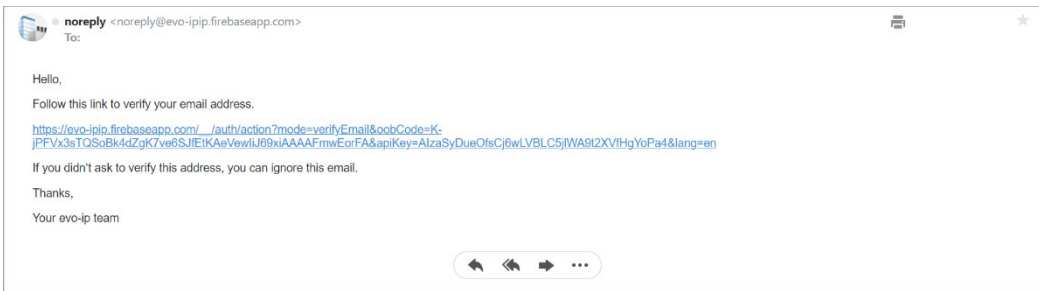 noreply <noreply@evo-ipip.firebaseapp.com>
To:
Hello,
Follow this link to verify your email address.
https://evo-ipip.firebaseapp.com/__/auth/action?mode=verifyEmail&oobCode=K-
jPFVx3sTQSoBk4dZgK7ve6SJfEtKAeVewIiJ69xiAAAAFmwEorFA&apiKey=AIzaSyDueOfsCj6wLVBLC5jlWA9t2XVfHgYoPa4&lang=en
If you didn't ask to verify this address, you can ignore this email.
Thanks,
Your evo-ip team